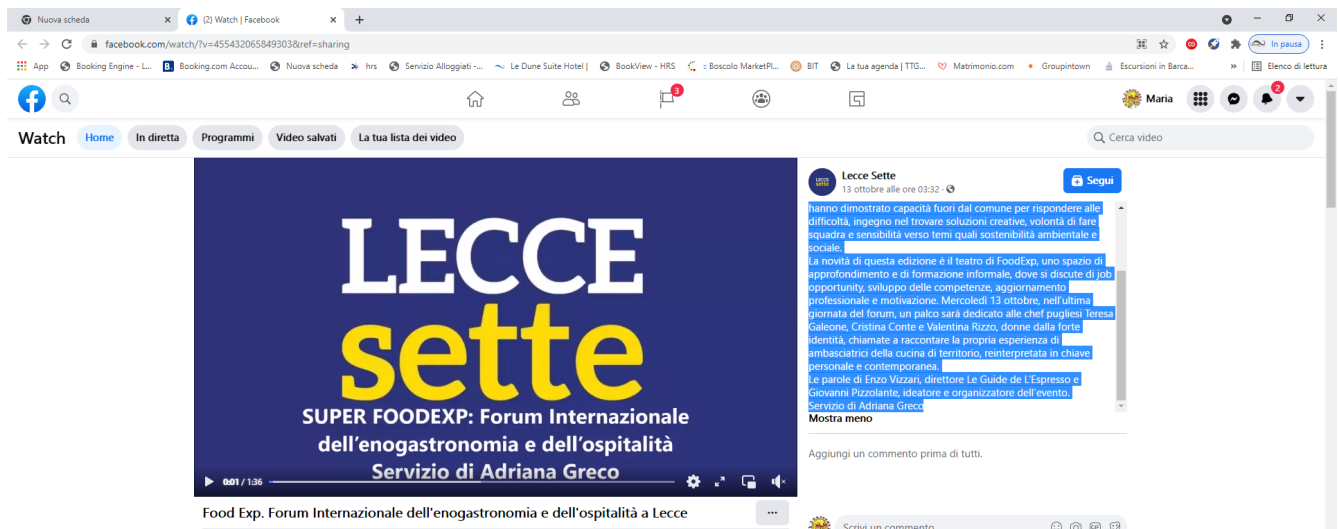 Nuova scheda
(2) Watch | Facebook
facebook.com/watch/?v=455432065849303&ref=sharing
In pausa
App
Booking Engine - L...
Booking.com Accou...
Nuova scheda
hrs
Servizio Alloggiati -...
Le Dune Suite Hotel |
BookView - HRS
:: Boscolo MarketPl...
BIT
La tua agenda | TTG...
Matrimonio.com
Groupintown
Escursioni in Barca...
»
Elenco di lettura
3
Maria
2
Watch
Home
In diretta
Programmi
Video salvati
La tua lista dei video
Cerca video
LECCE
sette
SUPER FOODEXP: Forum Internazionale
dell'enogastronomia e dell'ospitalità
Servizio di Adriana Greco
0:01 / 1:36
Food Exp. Forum Internazionale dell'enogastronomia e dell'ospitalità a Lecce
LECCE
sette
Lecce Sette
13 ottobre alle ore 03:32 ·
Segui
hanno dimostrato capacità fuori dal comune per rispondere alle
difficoltà, ingegno nel trovare soluzioni creative, volontà di fare
squadra e sensibilità verso temi quali sostenibilità ambientale e
sociale.
La novità di questa edizione è il teatro di FoodExp, uno spazio di
approfondimento e di formazione informale, dove si discute di job
opportunity, sviluppo delle competenze, aggiornamento
professionale e motivazione. Mercoledì 13 ottobre, nell'ultima
giornata del forum, un palco sarà dedicato alle chef pugliesi Teresa
Galeone, Cristina Conte e Valentina Rizzo, donne dalla forte
identità, chiamate a raccontare la propria esperienza di
ambasciatrici della cucina di territorio, reinterpretata in chiave
personale e contemporanea.
Le parole di Enzo Vizzari, direttore Le Guide de L'Espresso e
Giovanni Pizzolante, ideatore e organizzatore dell'evento.
Servizio di Adriana Greco
Mostra meno
Aggiungi un commento prima di tutti.
Scrivi un commento...